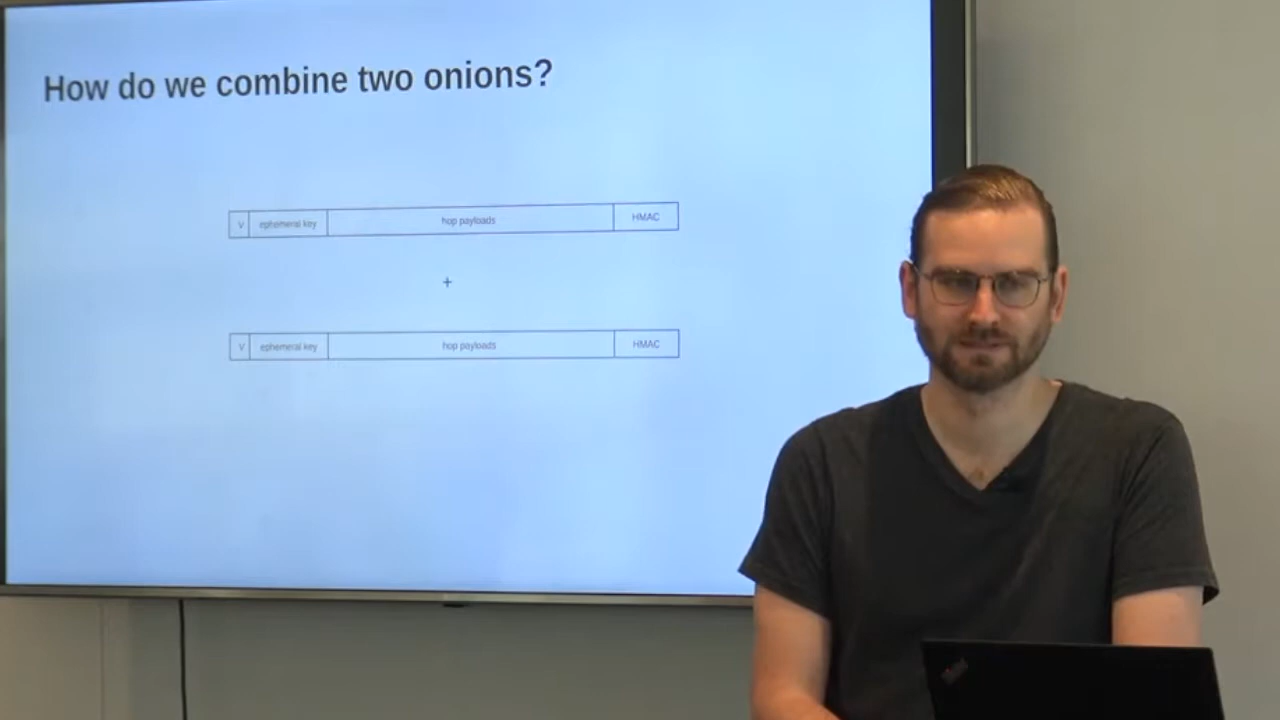 How do we combine two onions?
V ephemeral key hop payloads HMAC
+
V ephemeral key hop payloads HMAC